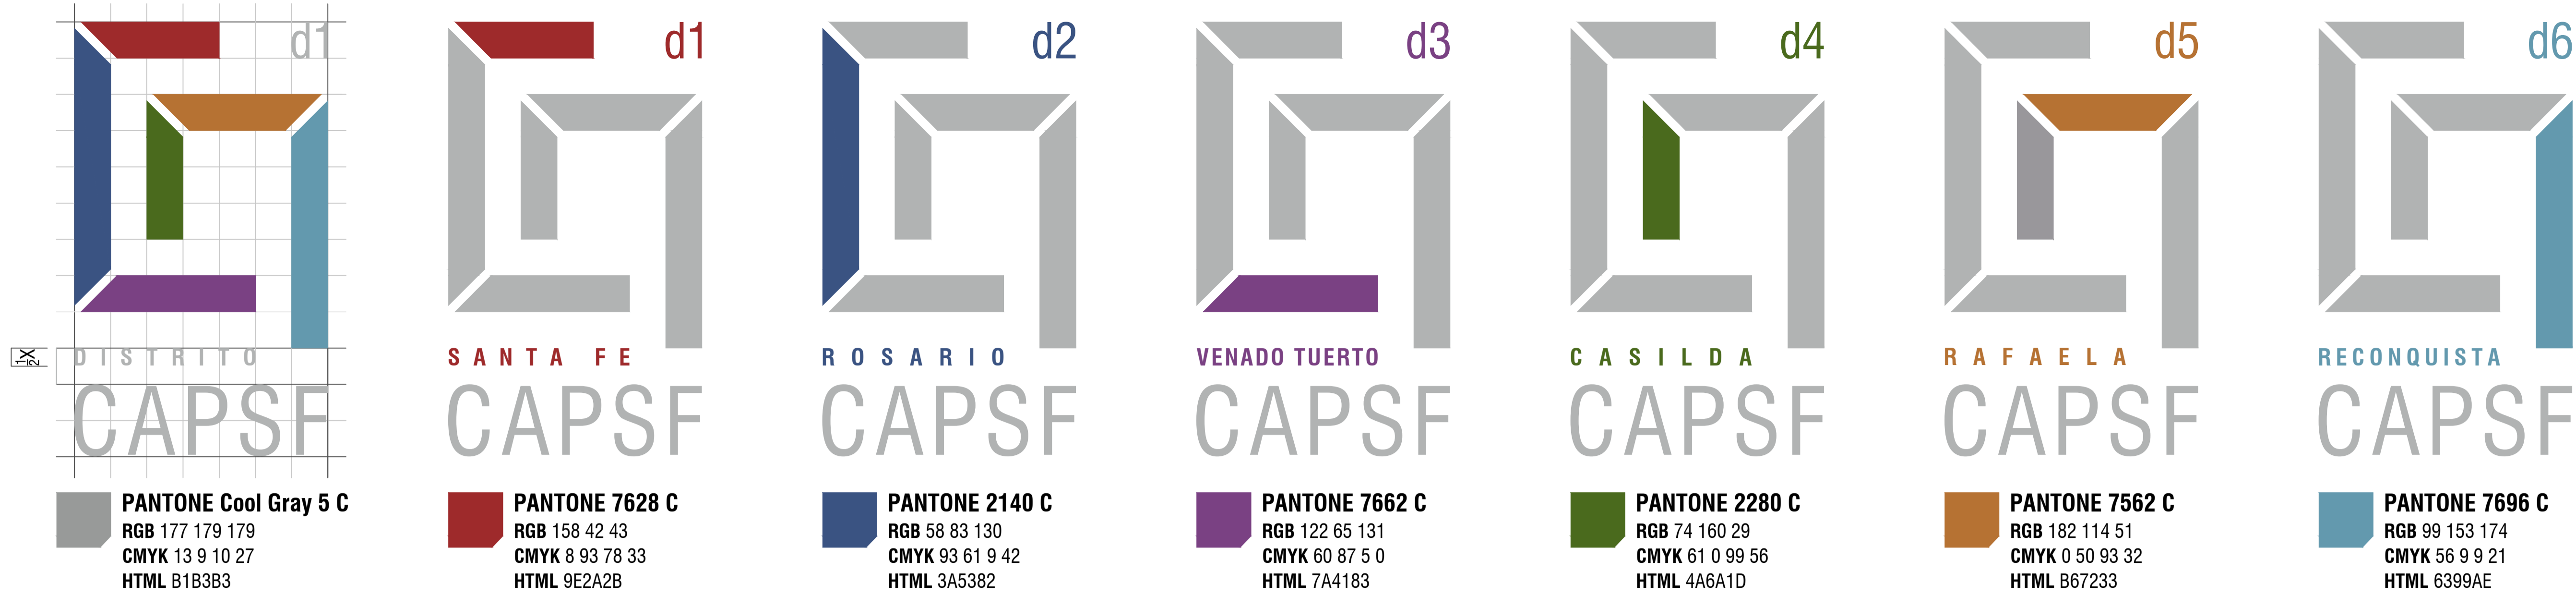 d1
½X
DISTRITO
CAPSF
PANTONE Cool Gray 5 C
RGB 177 179 179
CMYK 13 9 10 27
HTML B1B3B3
d1
SANTA FE
CAPSF
PANTONE 7628 C
RGB 158 42 43
CMYK 8 93 78 33
HTML 9E2A2B
d2
ROSARIO
CAPSF
PANTONE 2140 C
RGB 58 83 130
CMYK 93 61 9 42
HTML 3A5382
d3
VENADO TUERTO
CAPSF
PANTONE 7662 C
RGB 122 65 131
CMYK 60 87 5 0
HTML 7A4183
d4
CASILDA
CAPSF
PANTONE 2280 C
RGB 74 160 29
CMYK 61 0 99 56
HTML 4A6A1D
d5
RAFAELA
CAPSF
PANTONE 7562 C
RGB 182 114 51
CMYK 0 50 93 32
HTML B67233
d6
RECONQUISTA
CAPSF
PANTONE 7696 C
RGB 99 153 174
CMYK 56 9 9 21
HTML 6399AE